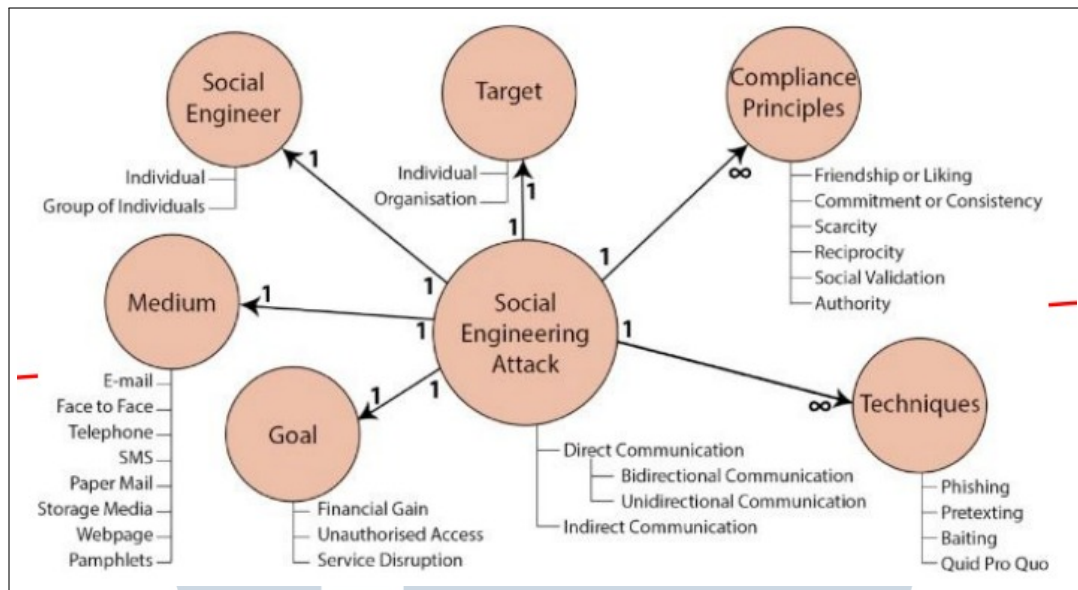 Social
Engineer
1
Individual
Group of Individuals
Target
Individual
Organisation
1
1
Compliance
Principles
∞
1
Friendship or Liking
Commitment or Consistency
Scarcity
Reciprocity
Social Validation
Authority
Medium
1
1
1
E-mail
Face to Face
Telephone
SMS
Paper Mail
Storage Media
Webpage
Pamphlets
Social
Engineering
Attack
1
Direct Communication
Bidirectional Communication
Unidirectional Communication
Indirect Communication
Goal
1
1
Financial Gain
Unauthorised Access
Service Disruption
Techniques
∞
Phishing
Pretexting
Baiting
Quid Pro Quo